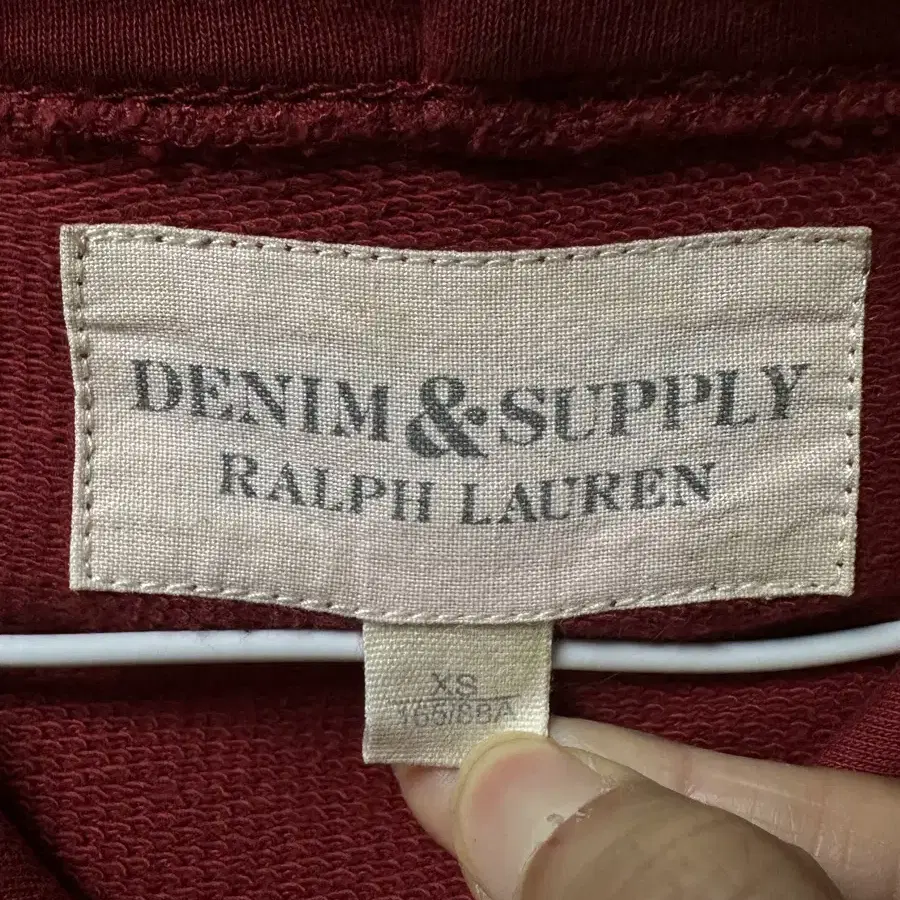 DENIM & SUPPLY
RALPH LAUREN
XS
165/88A